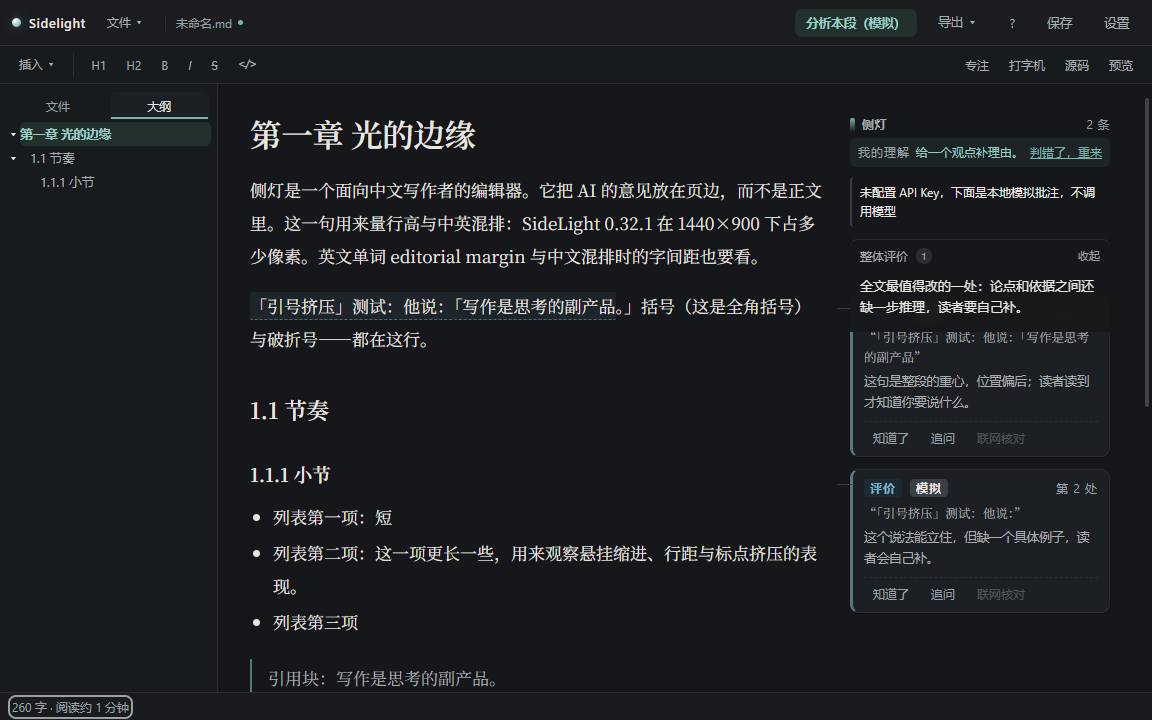 Sidelight 文件 未命名.md 分析本段（模拟） 导出 ? 保存 设置
插入 H1 H2 B I S </> 专注 打字机 源码 预览
文件 大纲
第一章 光的边缘
1.1 节奏
1.1.1 小节
第一章 光的边缘
侧灯是一个面向中文写作者的编辑器。它把 AI 的意见放在页边，而不是正文
里。这一句用来量行高与中英混排：SideLight 0.32.1 在 1440×900 下占多
少像素。英文单词 editorial margin 与中文混排时的字间距也要看。
「引号挤压」测试：他说：「写作是思考的副产品。」括号（这是全角括号）
与破折号——都在这行。
1.1 节奏
1.1.1 小节
列表第一项：短
列表第二项：这一项更长一些，用来观察悬挂缩进、行距与标点挤压的表
现。
列表第三项
引用块：写作是思考的副产品。
侧灯 2 条
我的理解 给一个观点补理由。 判错了，重来
未配置 API Key，下面是本地模拟批注，不调
用模型
整体评价 1 收起
全文最值得改的一处：论点和依据之间还
缺一步推理，读者要自己补。
“「引号挤压」测试：他说：「写作是思考
的副产品”
这句是整段的重心，位置偏后；读者读到
才知道你要说什么。
知道了 追问 联网核对
评价 模拟 第 2 处
“「引号挤压」测试：他说：”
这个说法能立住，但缺一个具体例子，读
者会自己补。
知道了 追问 联网核对
260 字 · 阅读约 1 分钟